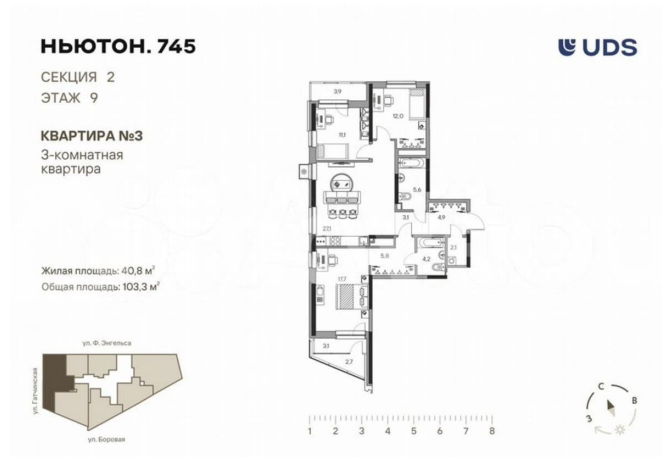 НЬЮТОН. 745
UDS
СЕКЦИЯ 2
ЭТАЖ 9
КВАРТИРА №3
3-комнатная
квартира
3,9
12,0
11,1
5,6
27,1
3,1
4,9
2,1
5,8
4,2
17,7
3,1
2,7
Жилая площадь: 40,8 м²
Общая площадь: 103,3 м²
ул. Ф. Энгельса
ул. Гатчинская
ул. Боровая
1 2 3 4 5 6 7 8
С
В
З